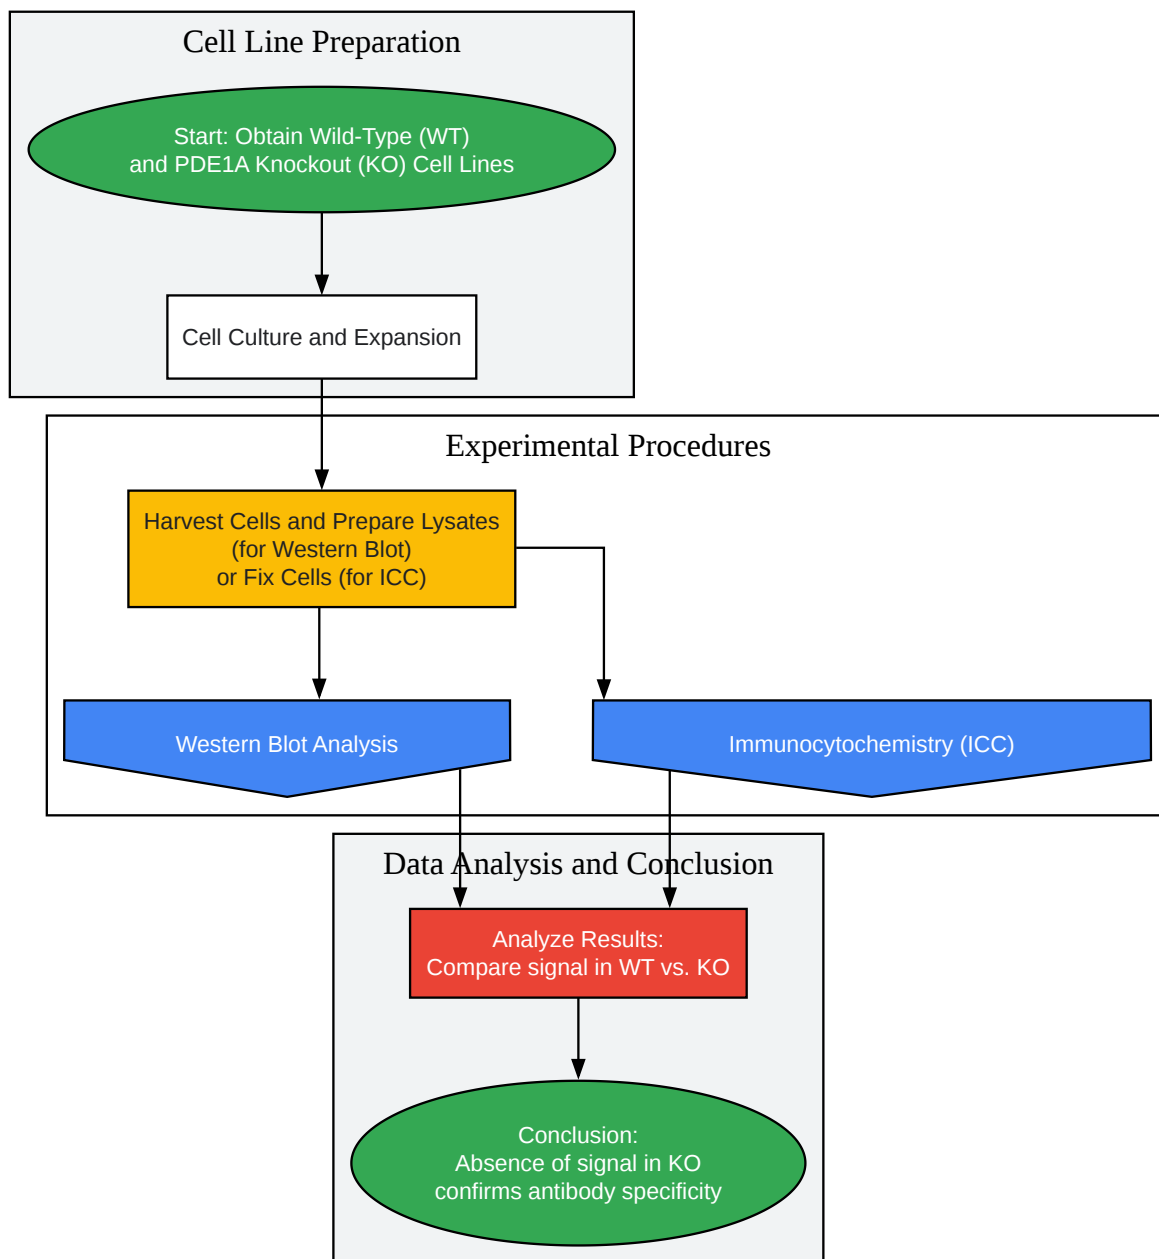 Cell Line Preparation
Start: Obtain Wild-Type (WT)
and PDE1A Knockout (KO) Cell Lines
Cell Culture and Expansion
Experimental Procedures
Harvest Cells and Prepare Lysates
(for Western Blot)
or Fix Cells (for ICC)
Western Blot Analysis
Immunocytochemistry (ICC)
Data Analysis and Conclusion
Analyze Results:
Compare signal in WT vs. KO
Conclusion:
Absence of signal in KO
confirms antibody specificity